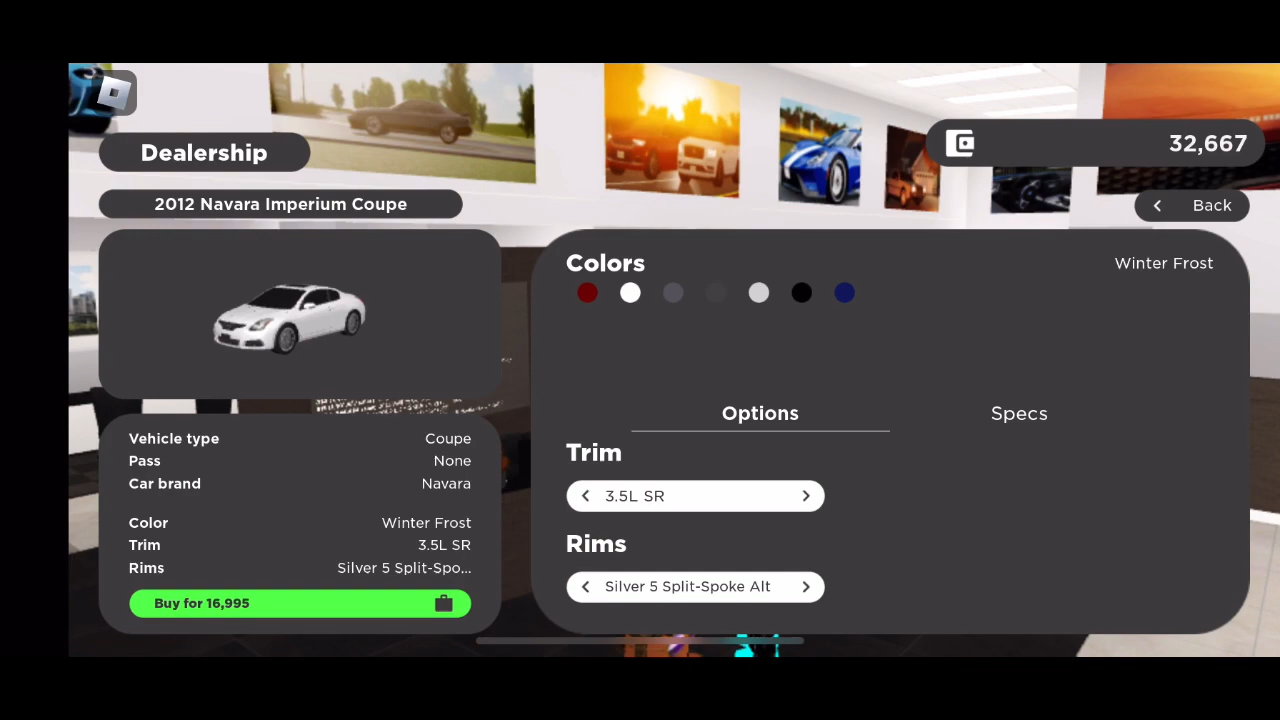 Dealership
32,667
2012 Navara Imperium Coupe
Back
Colors
Winter Frost
Vehicle type Coupe
Pass None
Car brand Navara
Color Winter Frost
Trim 3.5L SR
Rims Silver 5 Split-Spo...
Buy for 16,995
Options Specs
Trim
3.5L SR
Rims
Silver 5 Split-Spoke Alt